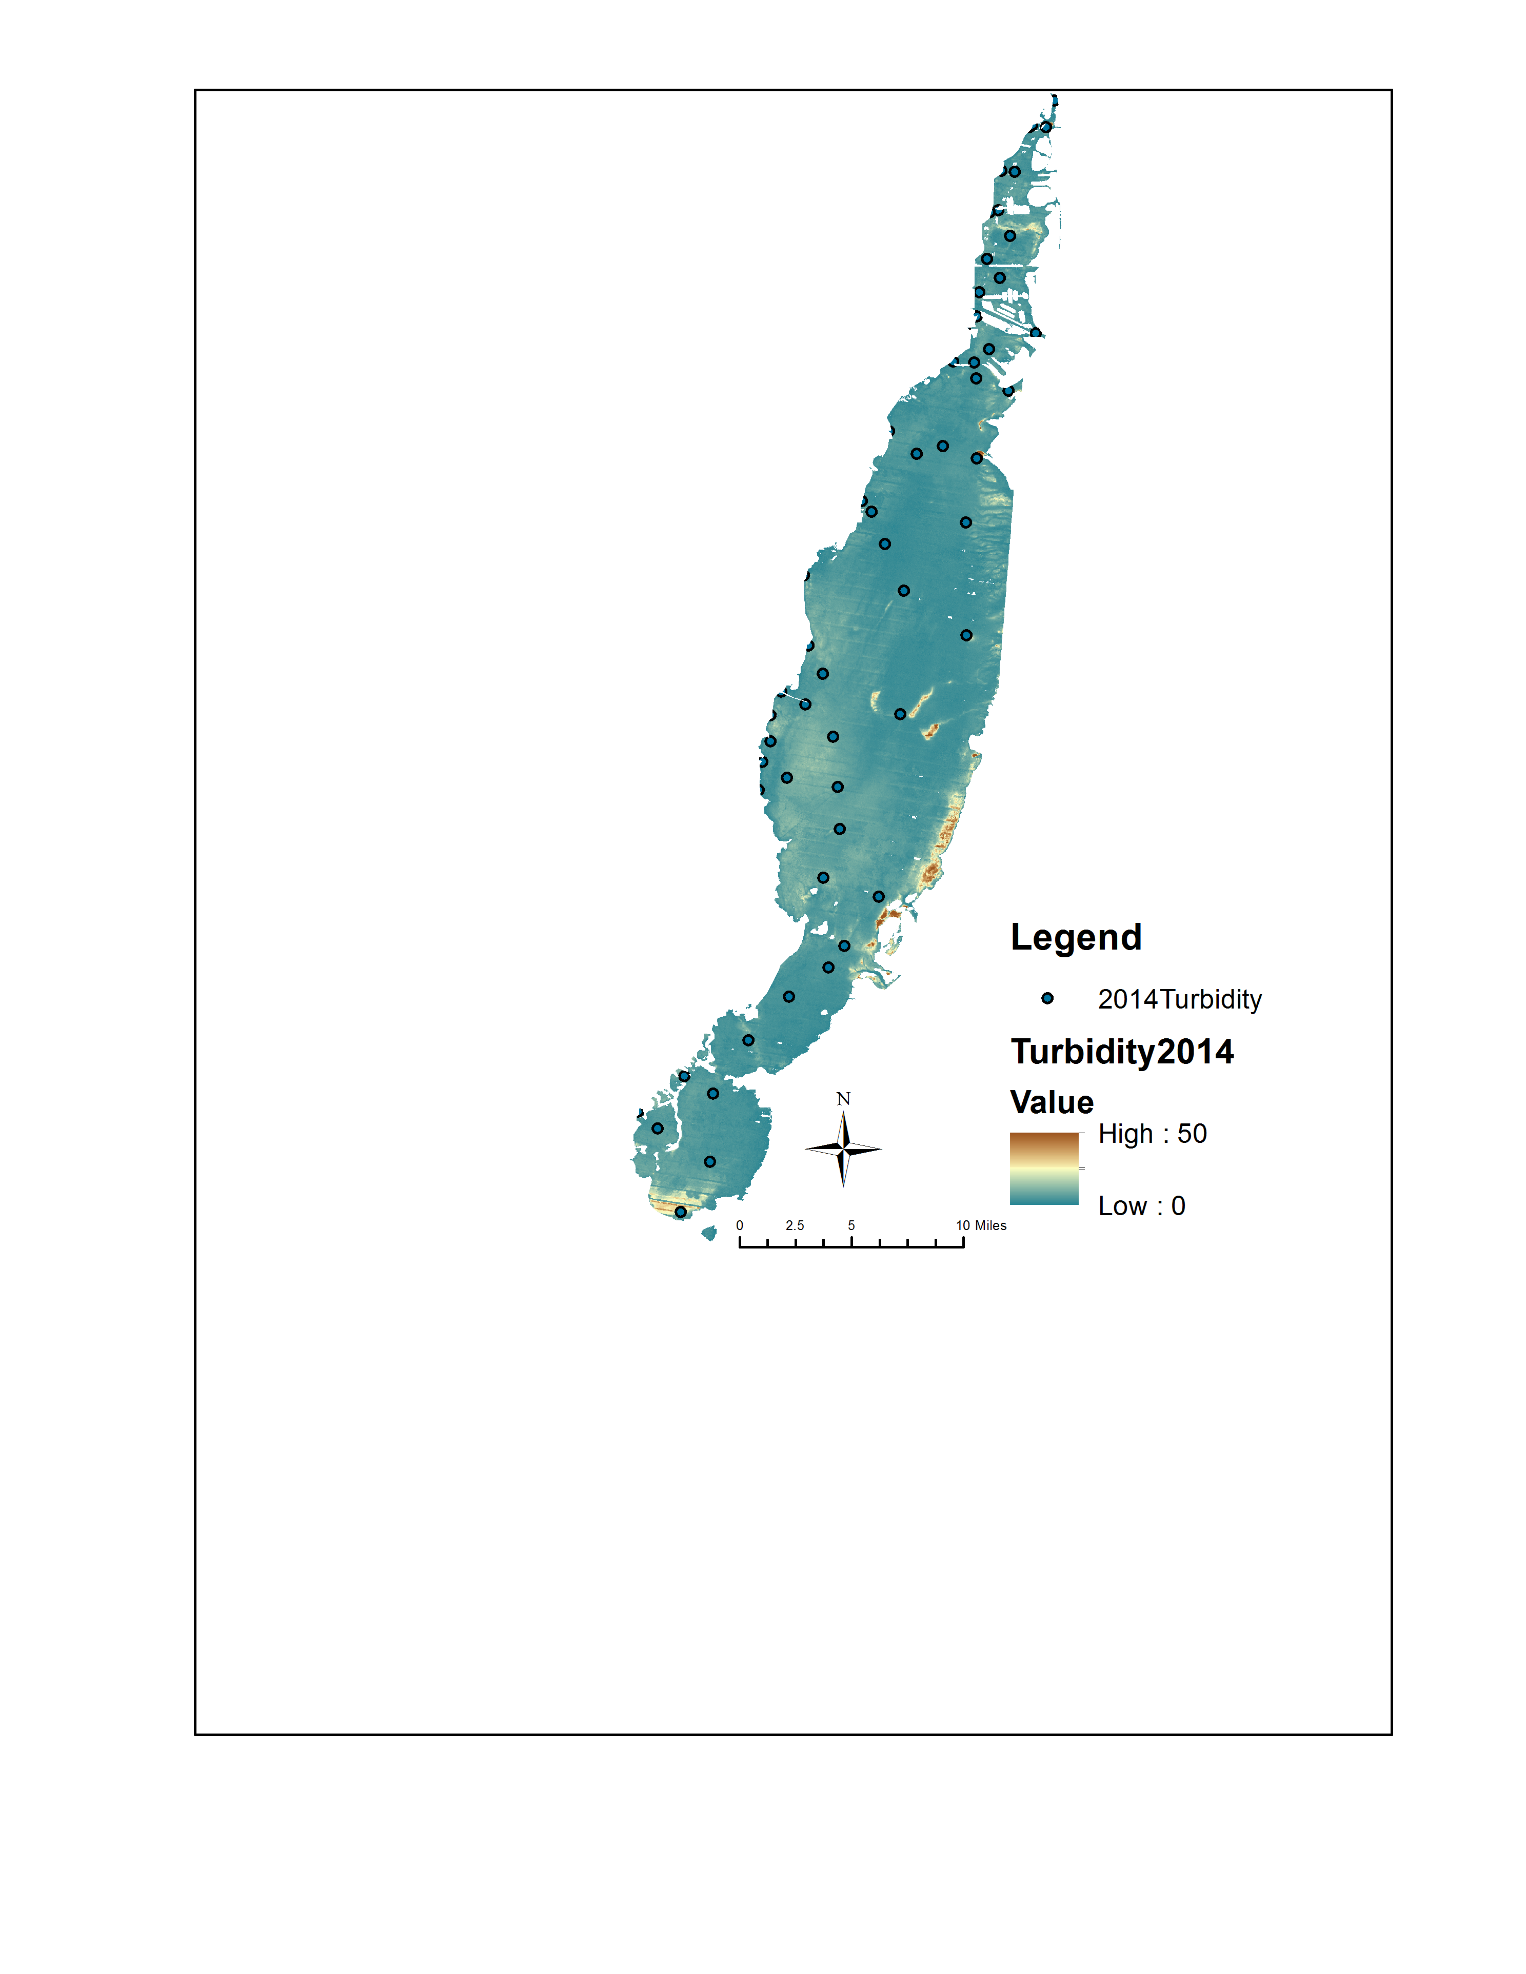 Legend
2014Turbidity
Turbidity2014
Value
High : 50
Low : 0
N
0 2.5 5 10 Miles